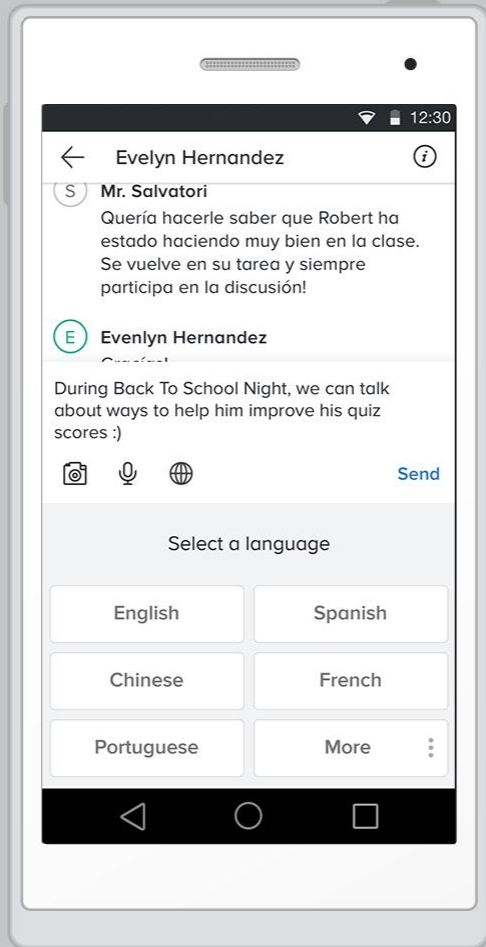 12:30
Evelyn Hernandez
S Mr. Salvatori
Quería hacerle saber que Robert ha
estado haciendo muy bien en la clase.
Se vuelve en su tarea y siempre
participa en la discusión!
E Evenlyn Hernandez
During Back To School Night, we can talk
about ways to help him improve his quiz
scores :)
Send
Select a language
English Spanish
Chinese French
Portuguese More